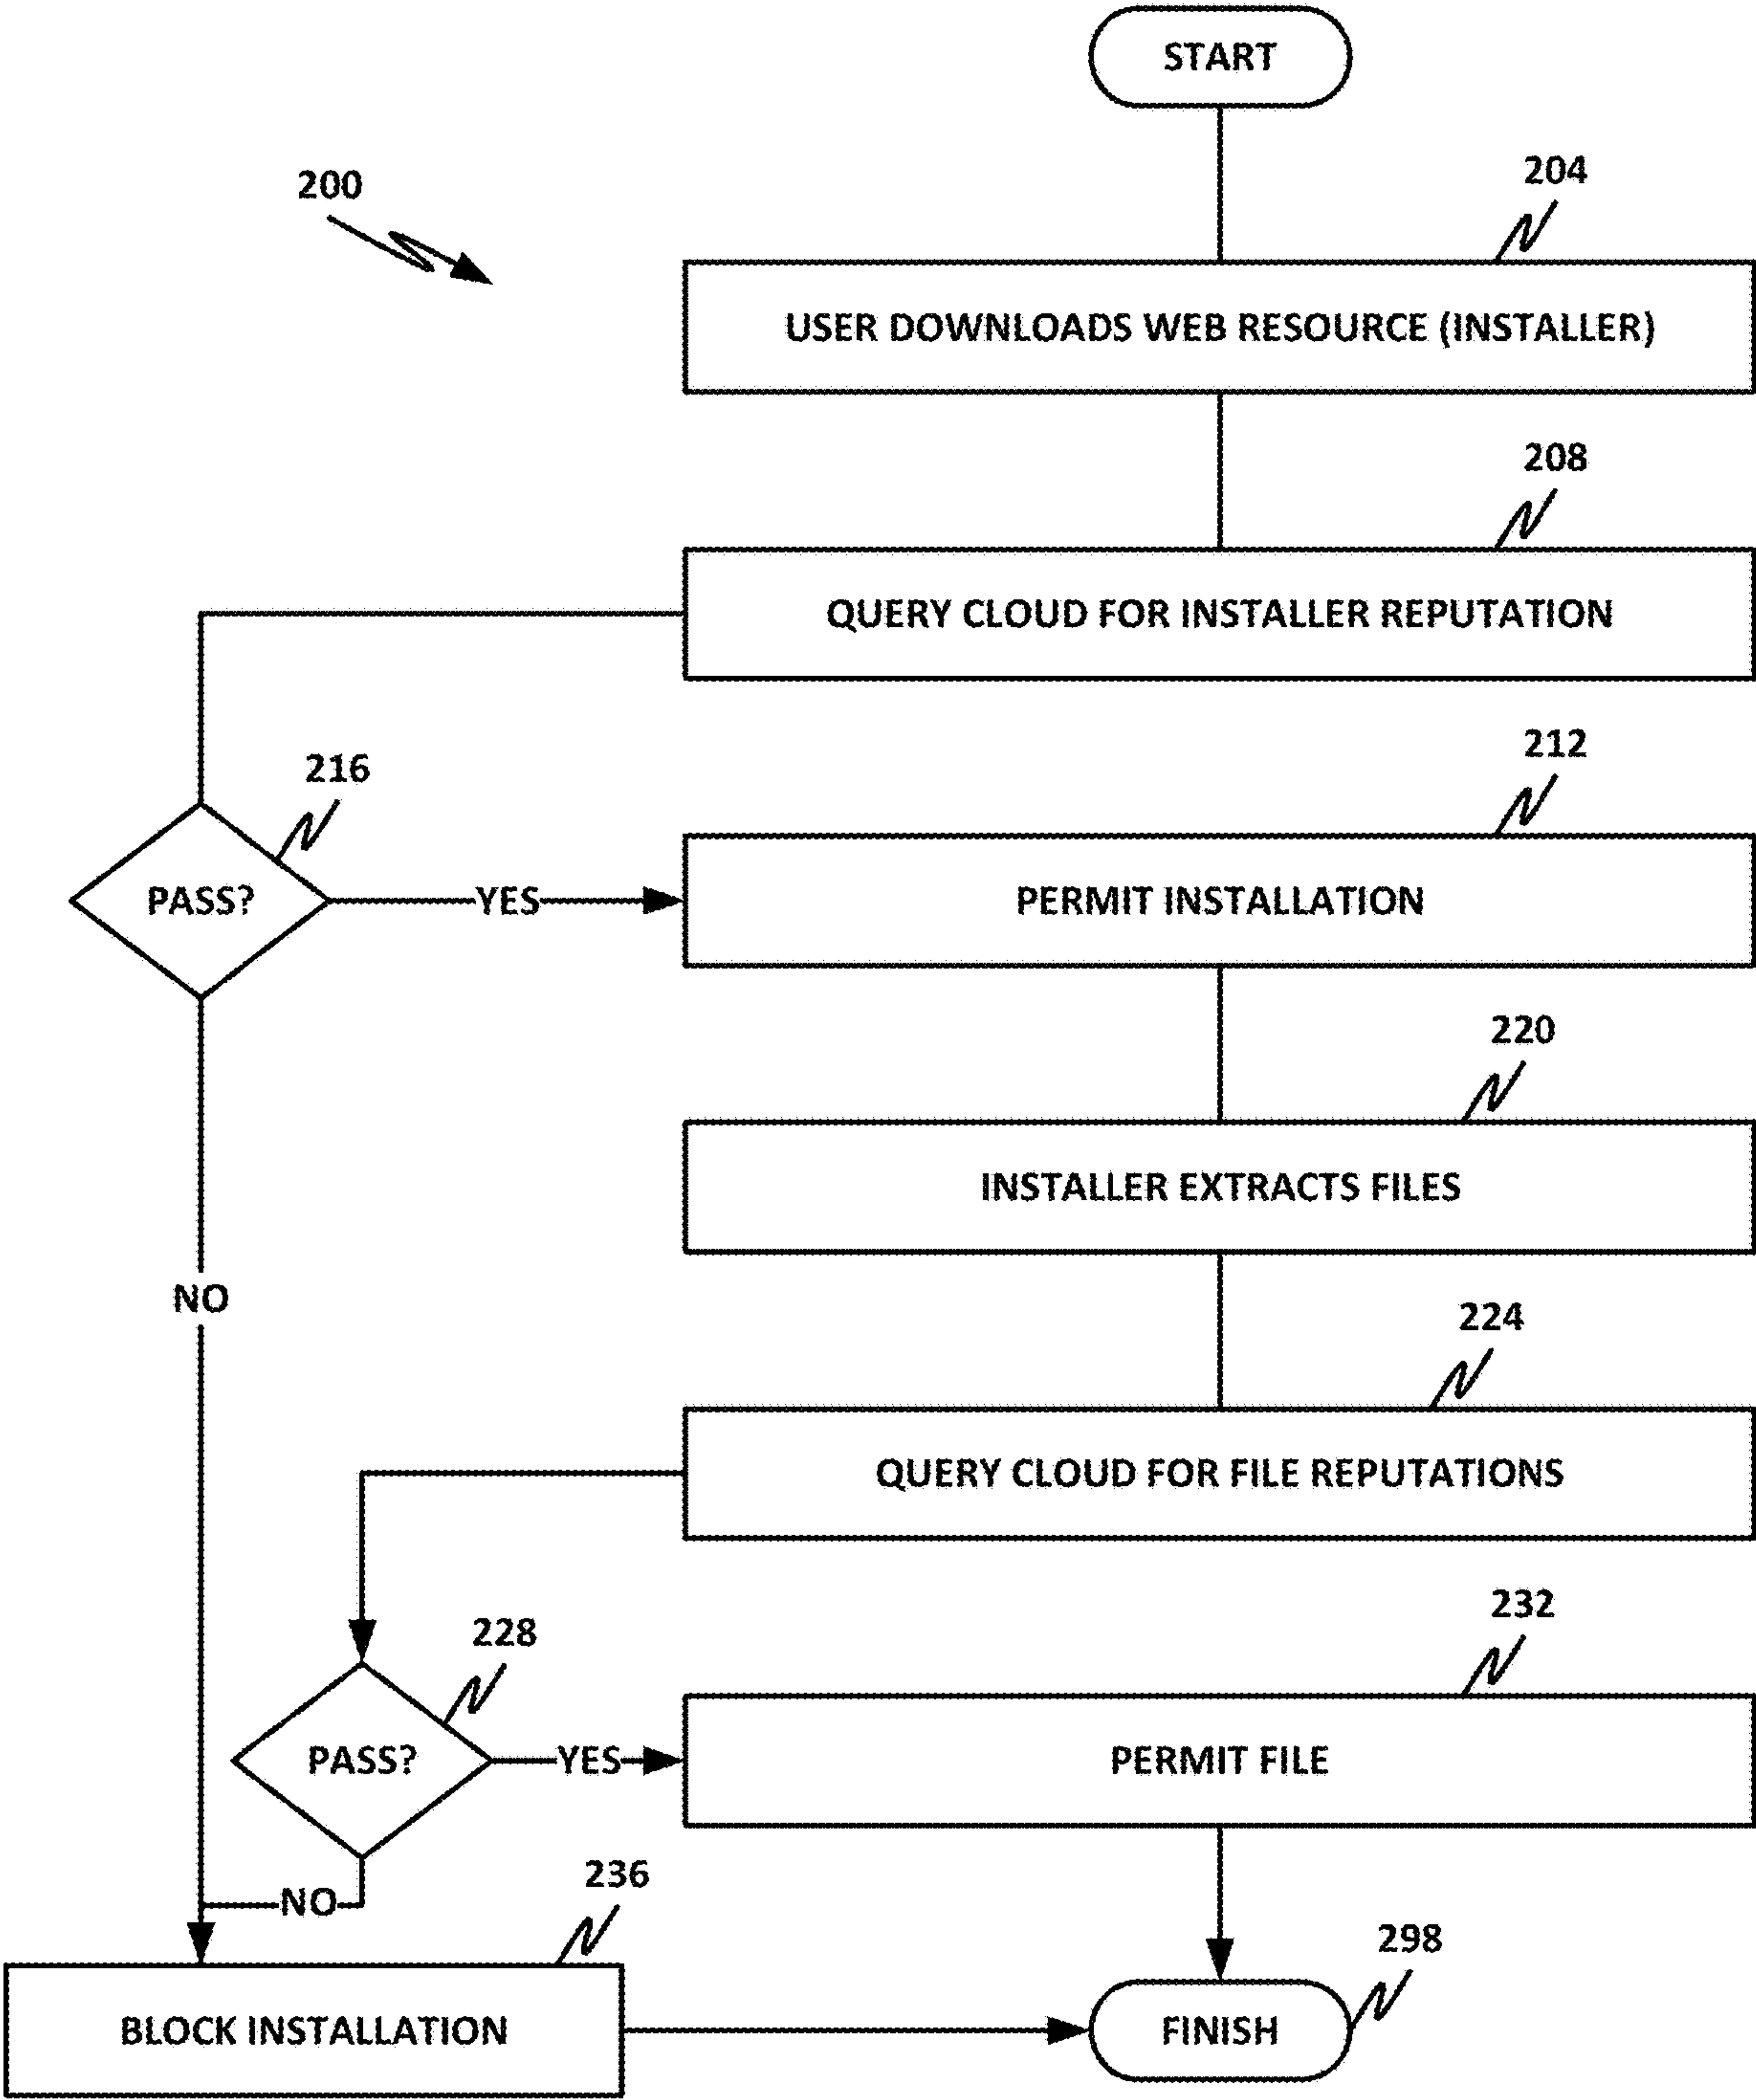 START
200
204
USER DOWNLOADS WEB RESOURCE (INSTALLER)
208
QUERY CLOUD FOR INSTALLER REPUTATION
216
212
PASS?
YES
PERMIT INSTALLATION
220
INSTALLER EXTRACTS FILES
NO
224
QUERY CLOUD FOR FILE REPUTATIONS
228
232
PASS?
YES
PERMIT FILE
NO
236
298
BLOCK INSTALLATION
FINISH